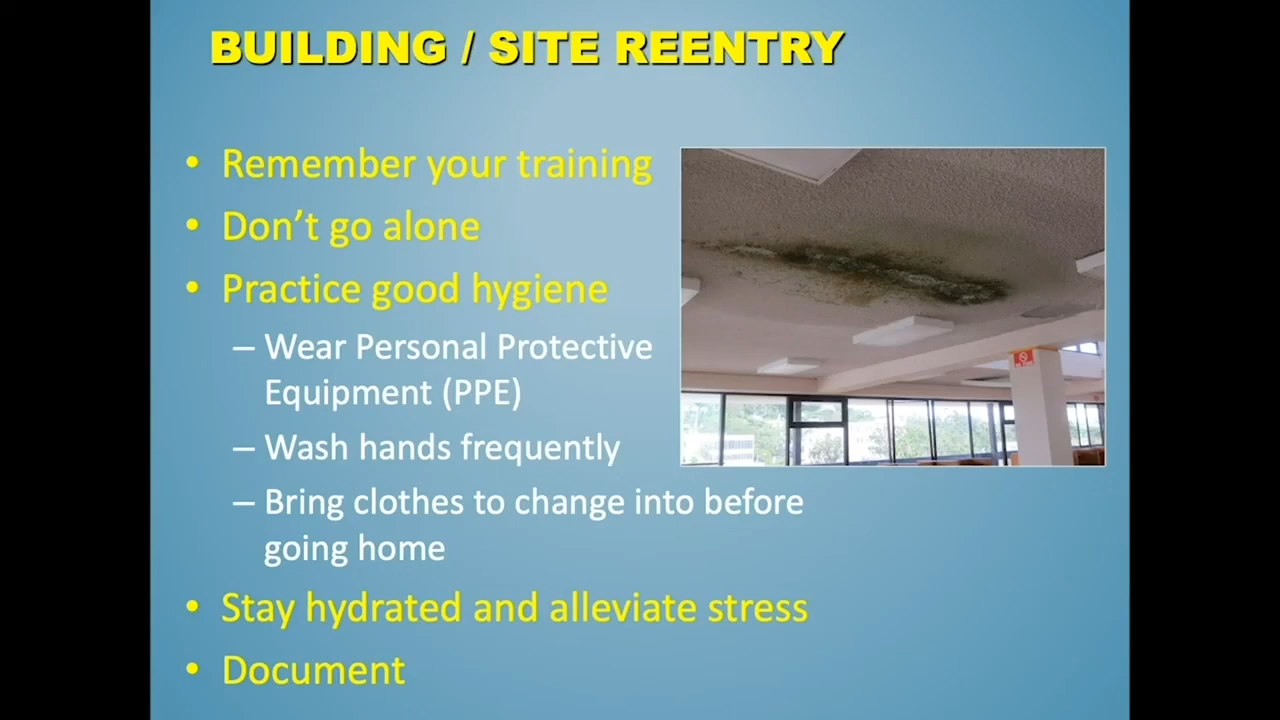 BUILDING / SITE REENTRY
• Remember your training
• Don’t go alone
• Practice good hygiene
– Wear Personal Protective
Equipment (PPE)
– Wash hands frequently
– Bring clothes to change into before
going home
• Stay hydrated and alleviate stress
• Document